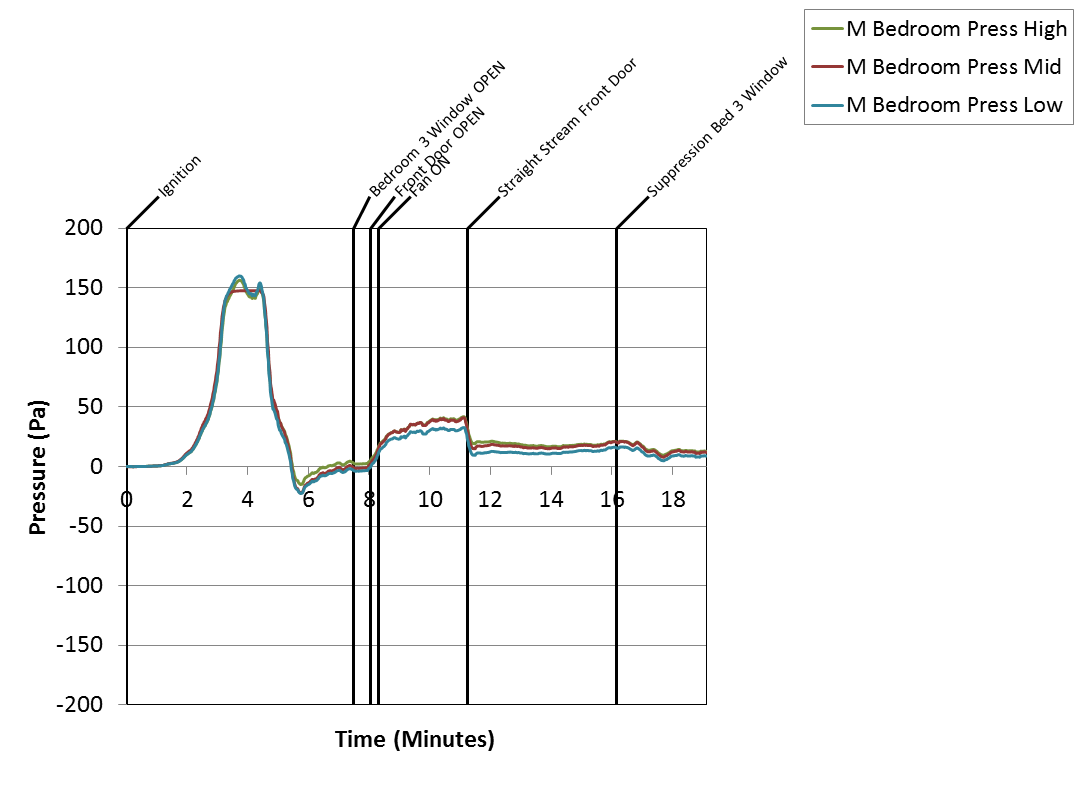 M Bedroom Press High
M Bedroom Press Mid
M Bedroom Press Low
Ignition
Bedroom 3 Window OPEN
Front Door OPEN
Fan ON
Straight Stream Front Door
Suppression Bed 3 Window
200
150
100
50
0
-50
-100
-150
-200
0 2 4 6 8 10 12 14 16 18
Pressure (Pa)
Time (Minutes)